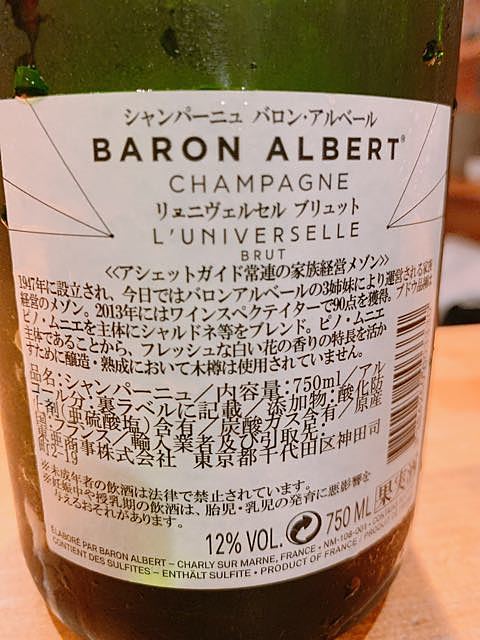 シャンパーニュ バロン・アルベール
BARON ALBERT®
CHAMPAGNE
リュニヴェルセル ブリュット
L'UNIVERSELLE
BRUT
≪アシェットガイド常連の家族経営メゾン≫
1947年に設立され、今日ではバロンアルベールの3姉妹により運営される家族
経営のメゾン。2013年にはワインスペクテイターで90点を獲得。ブドウ品種は
ピノ・ムニエを主体にシャルドネ等をブレンド。ピノ・ムニエ
主体であることから、フレッシュな白い花の香りの特長を活か
すために醸造・熟成において木樽は使用されていません。
品名:シャンパーニュ/内容量:750ml/アル
コール分:裏ラベルに記載/添加物:酸化防
止剤(亜硫酸塩)含有/炭酸ガス含有/原産
国:フランス/輸入業者及び引取先:
亜商事株式会社 東京都千代田区神田司
町2-13
※未成年者の飲酒は法律で禁止されています。
※妊娠中や授乳期の飲酒は、胎児・乳児の発育に悪影響を
与えるおそれがあります。
12% VOL. 750 ML 果実酒
ÉLABORÉ PAR BARON ALBERT – CHARLY SUR MARNE, FRANCE • NM-106-001 •
CONTIENT DES SULFITES – ENTHÄLT SULFITE • PRODUCT OF FRANCE